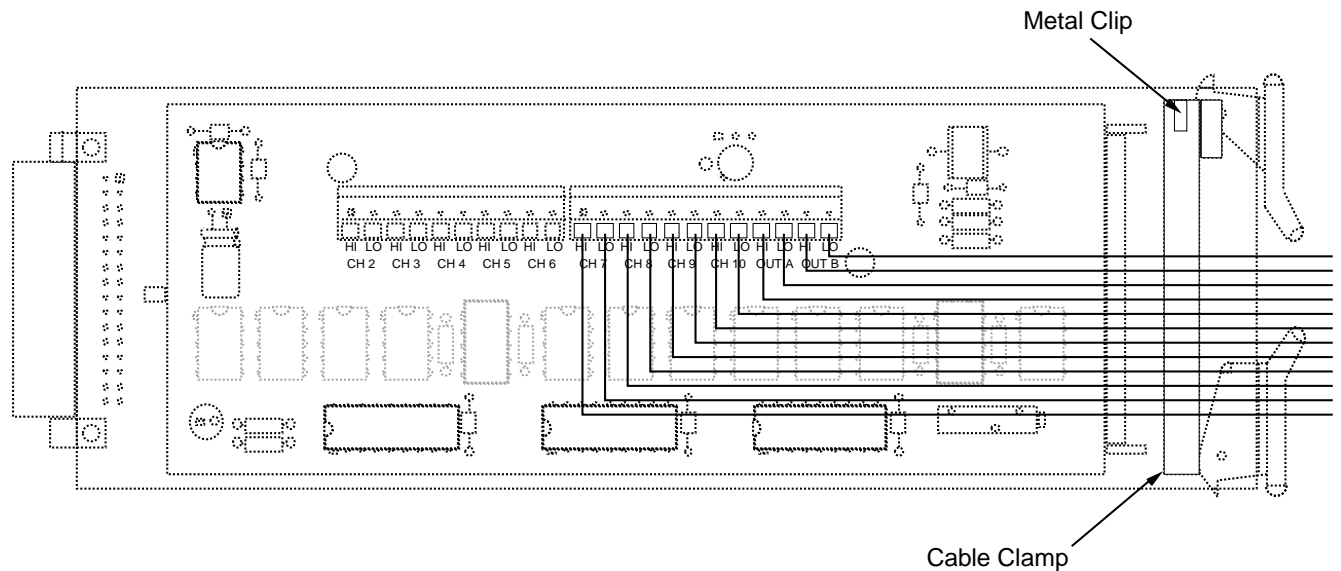 Metal Clip
HI LO HI LO HI LO HI LO HI LO HI LO HI LO HI LO HI LO HI LO HI LO
CH 2 CH 3 CH 4 CH 5 CH 6 CH 7 CH 8 CH 9 CH 10 OUT A OUT B
Cable Clamp